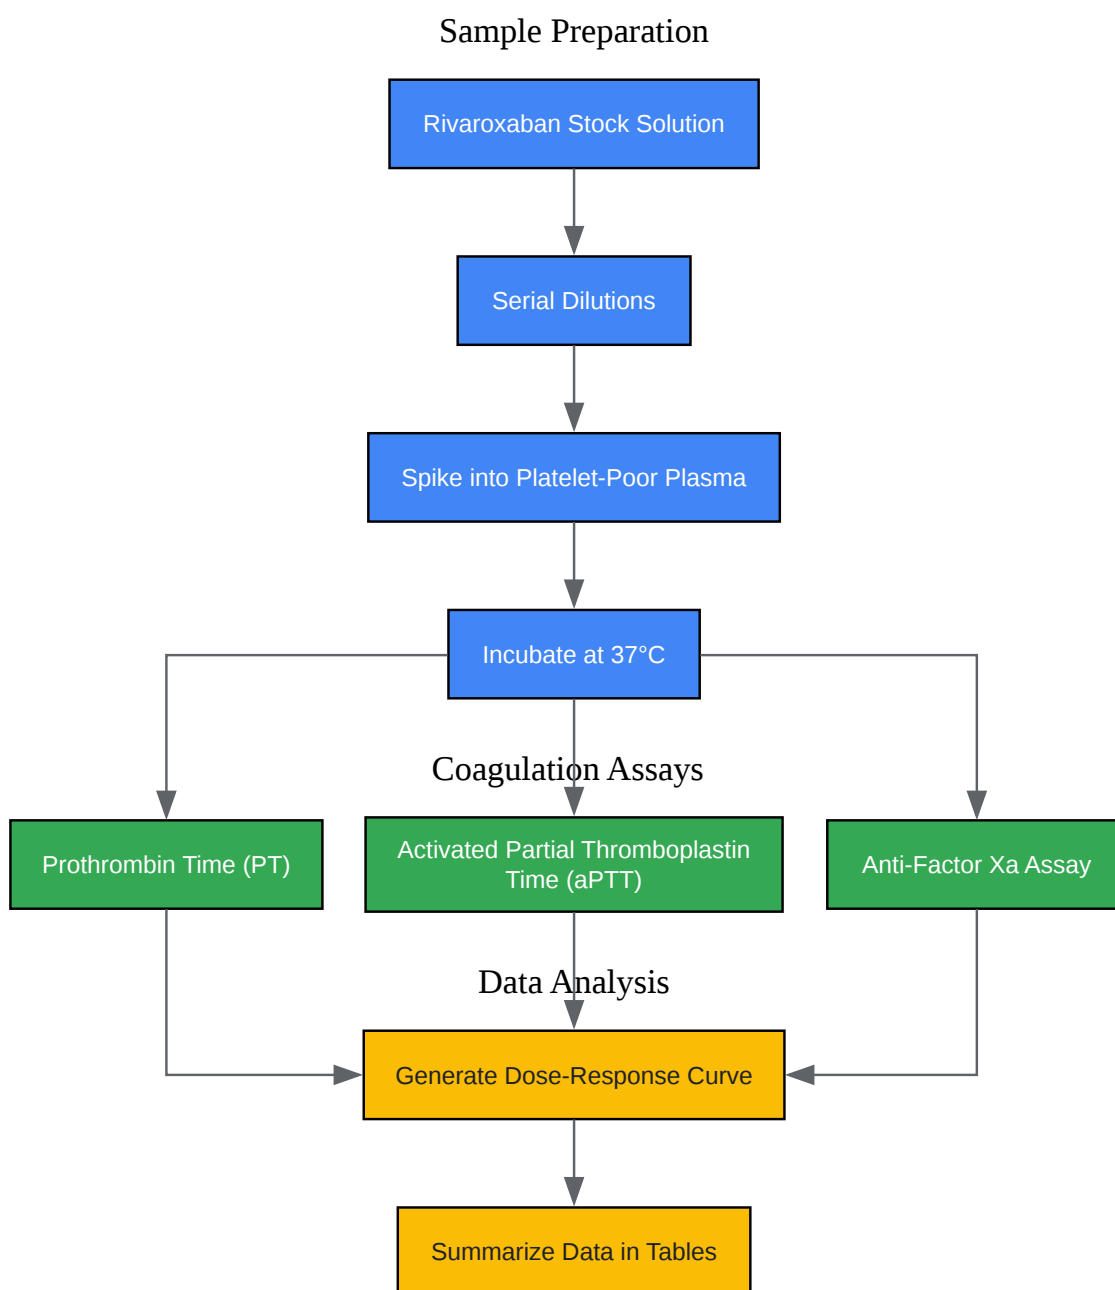 Sample Preparation
Rivaroxaban Stock Solution
Serial Dilutions
Spike into Platelet-Poor Plasma
Incubate at 37°C
Coagulation Assays
Prothrombin Time (PT)
Activated Partial Thromboplastin
Time (aPTT)
Anti-Factor Xa Assay
Data Analysis
Generate Dose-Response Curve
Summarize Data in Tables